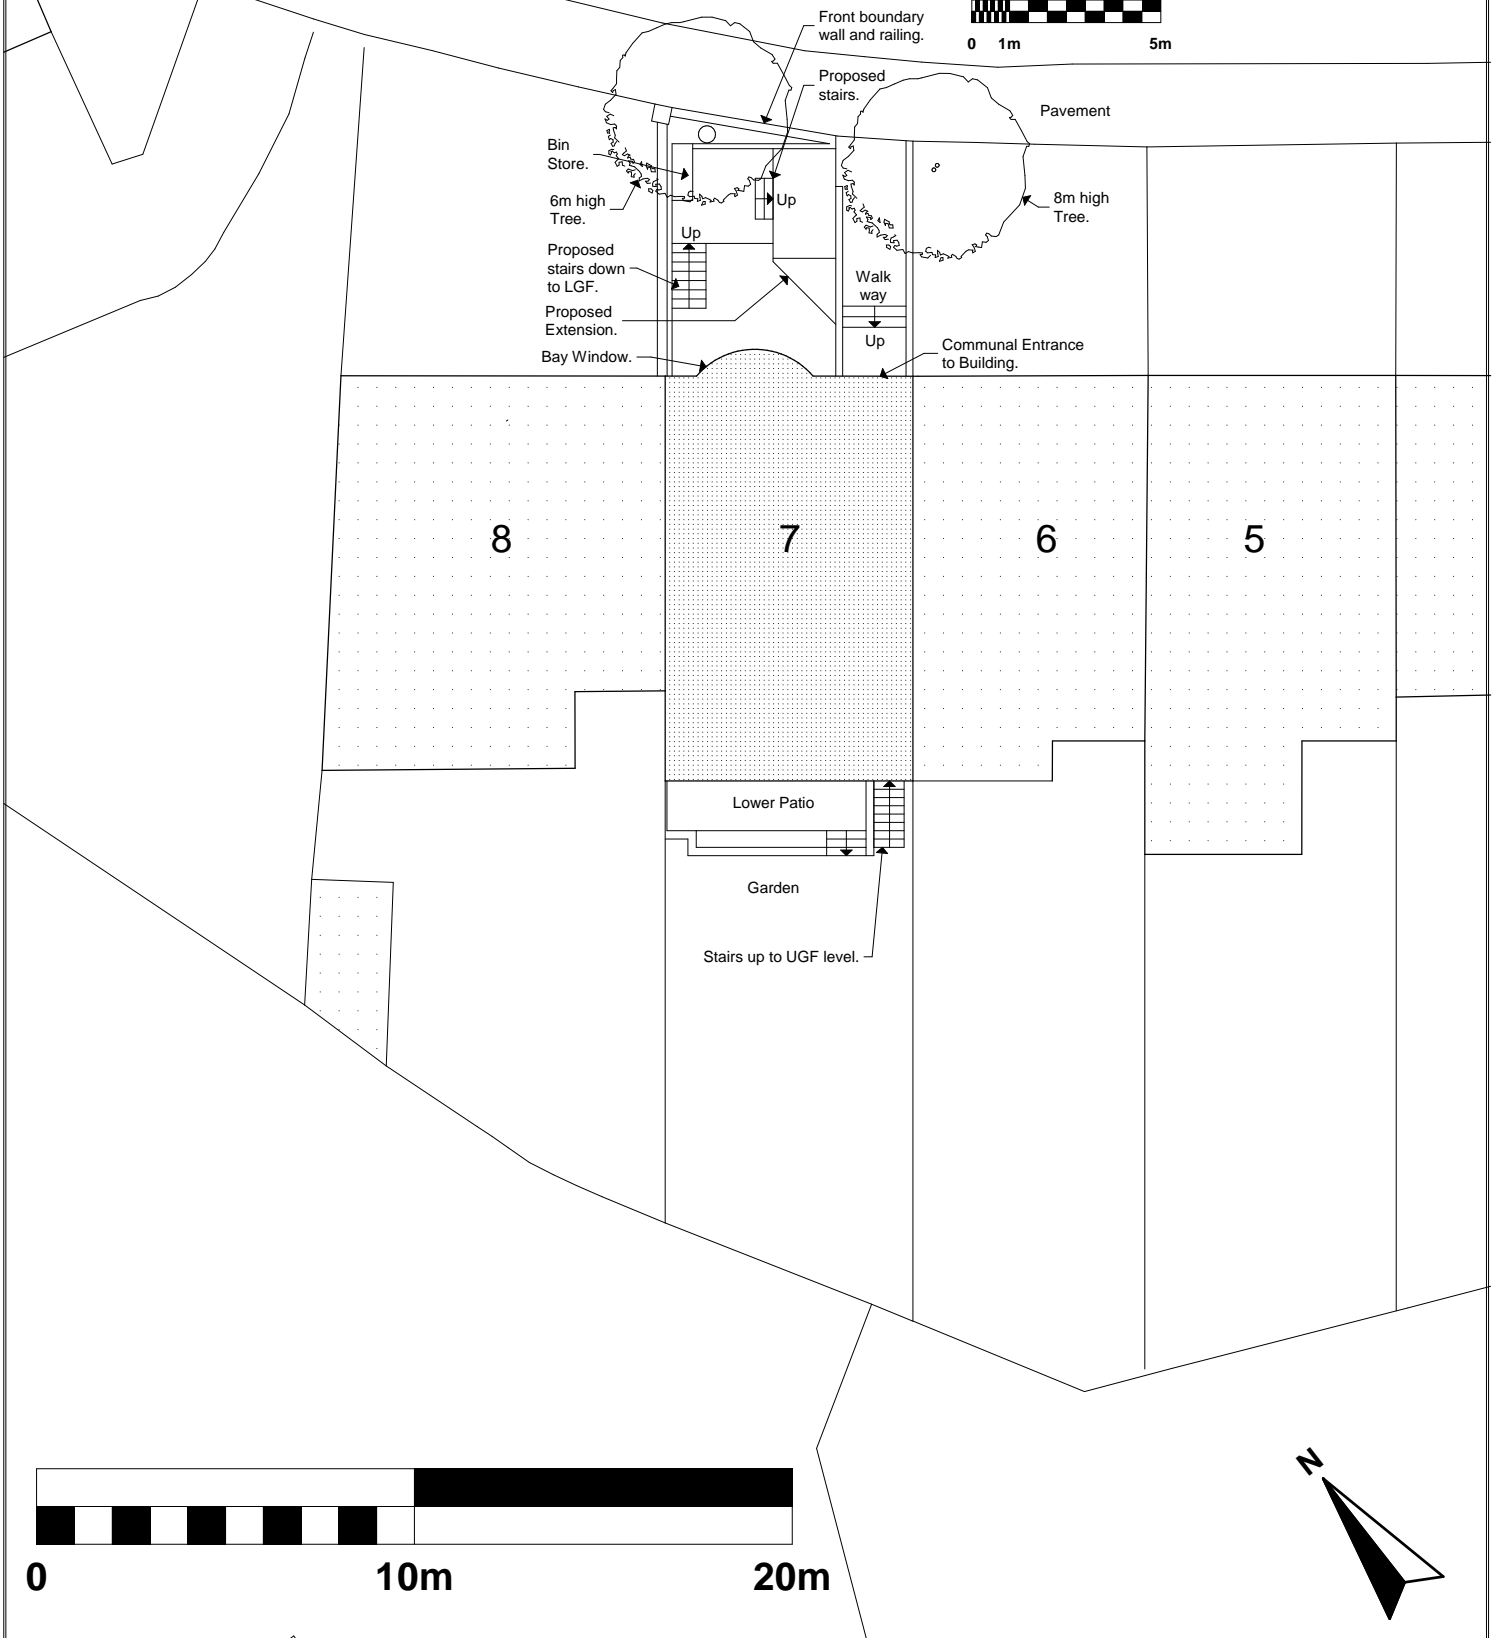 Front boundary
wall and railing.
0 1m 5m
Proposed
stairs.
Pavement
Bin
Store.
6m high
Tree.
Up
8m high
Tree.
Up
Proposed
stairs down
to LGF.
Walk
way
Proposed
Extension.
Up
Communal Entrance
to Building.
Bay Window.
8
7
6
5
Lower Patio
Garden
Stairs up to UGF level.
N
0 10m 20m